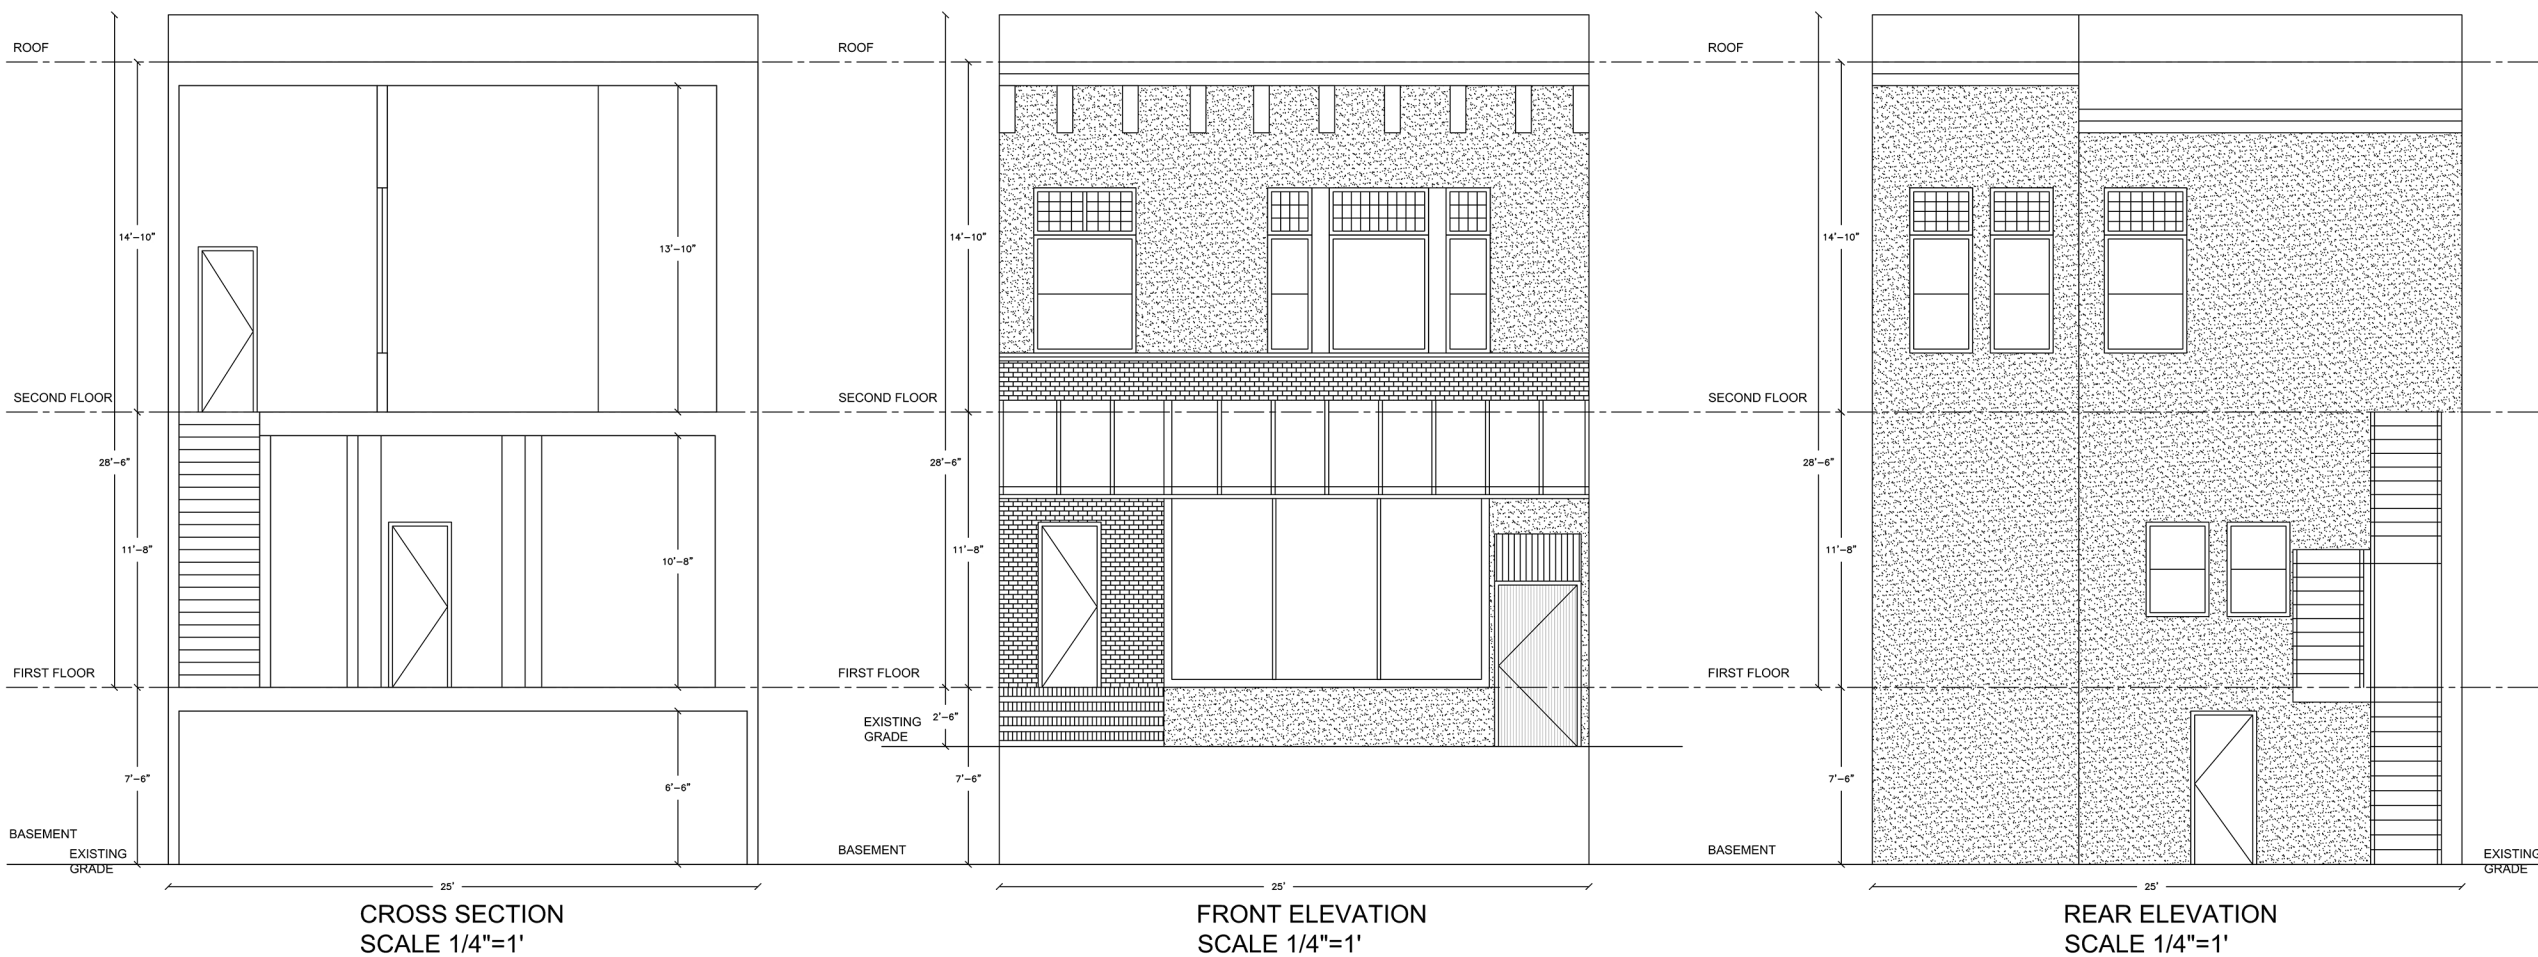 ROOF
14'-10"
13'-10"
SECOND FLOOR
28'-6"
11'-8"
10'-8"
FIRST FLOOR
7'-6"
6'-6"
BASEMENT
EXISTING
GRADE
25'
CROSS SECTION
SCALE 1/4"=1'
ROOF
14'-10"
SECOND FLOOR
28'-6"
11'-8"
FIRST FLOOR
EXISTING
GRADE
2'-6"
7'-6"
BASEMENT
25'
FRONT ELEVATION
SCALE 1/4"=1'
ROOF
14'-10"
SECOND FLOOR
28'-6"
11'-8"
FIRST FLOOR
7'-6"
BASEMENT
EXISTING
GRADE
25'
REAR ELEVATION
SCALE 1/4"=1'